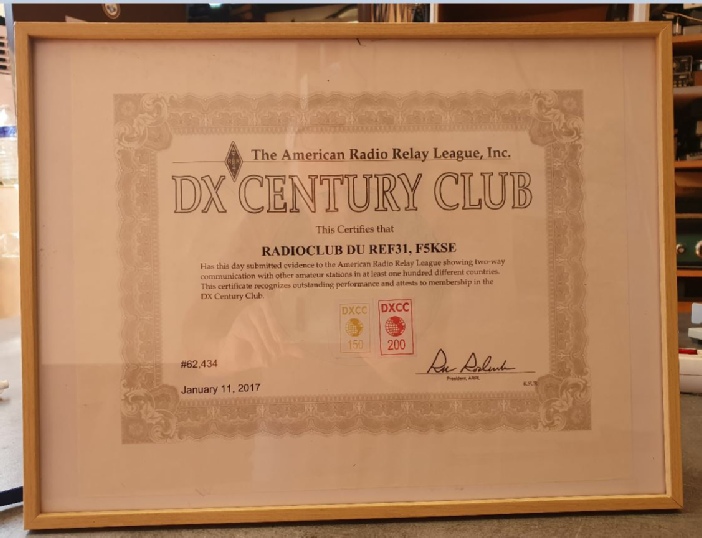 The American Radio Relay League, Inc.
DX CENTURY CLUB
This Certifies that
RADIOCLUB DU REF31, F5KSE
Has this day submitted evidence to the American Radio Relay League showing two-way
communication with other amateur stations in at least one hundred different countries.
This certificate recognizes outstanding performance and attests to membership in the
DX Century Club.
DXCC
150
DXCC
200
#62,434
President, ARRL
January 11, 2017